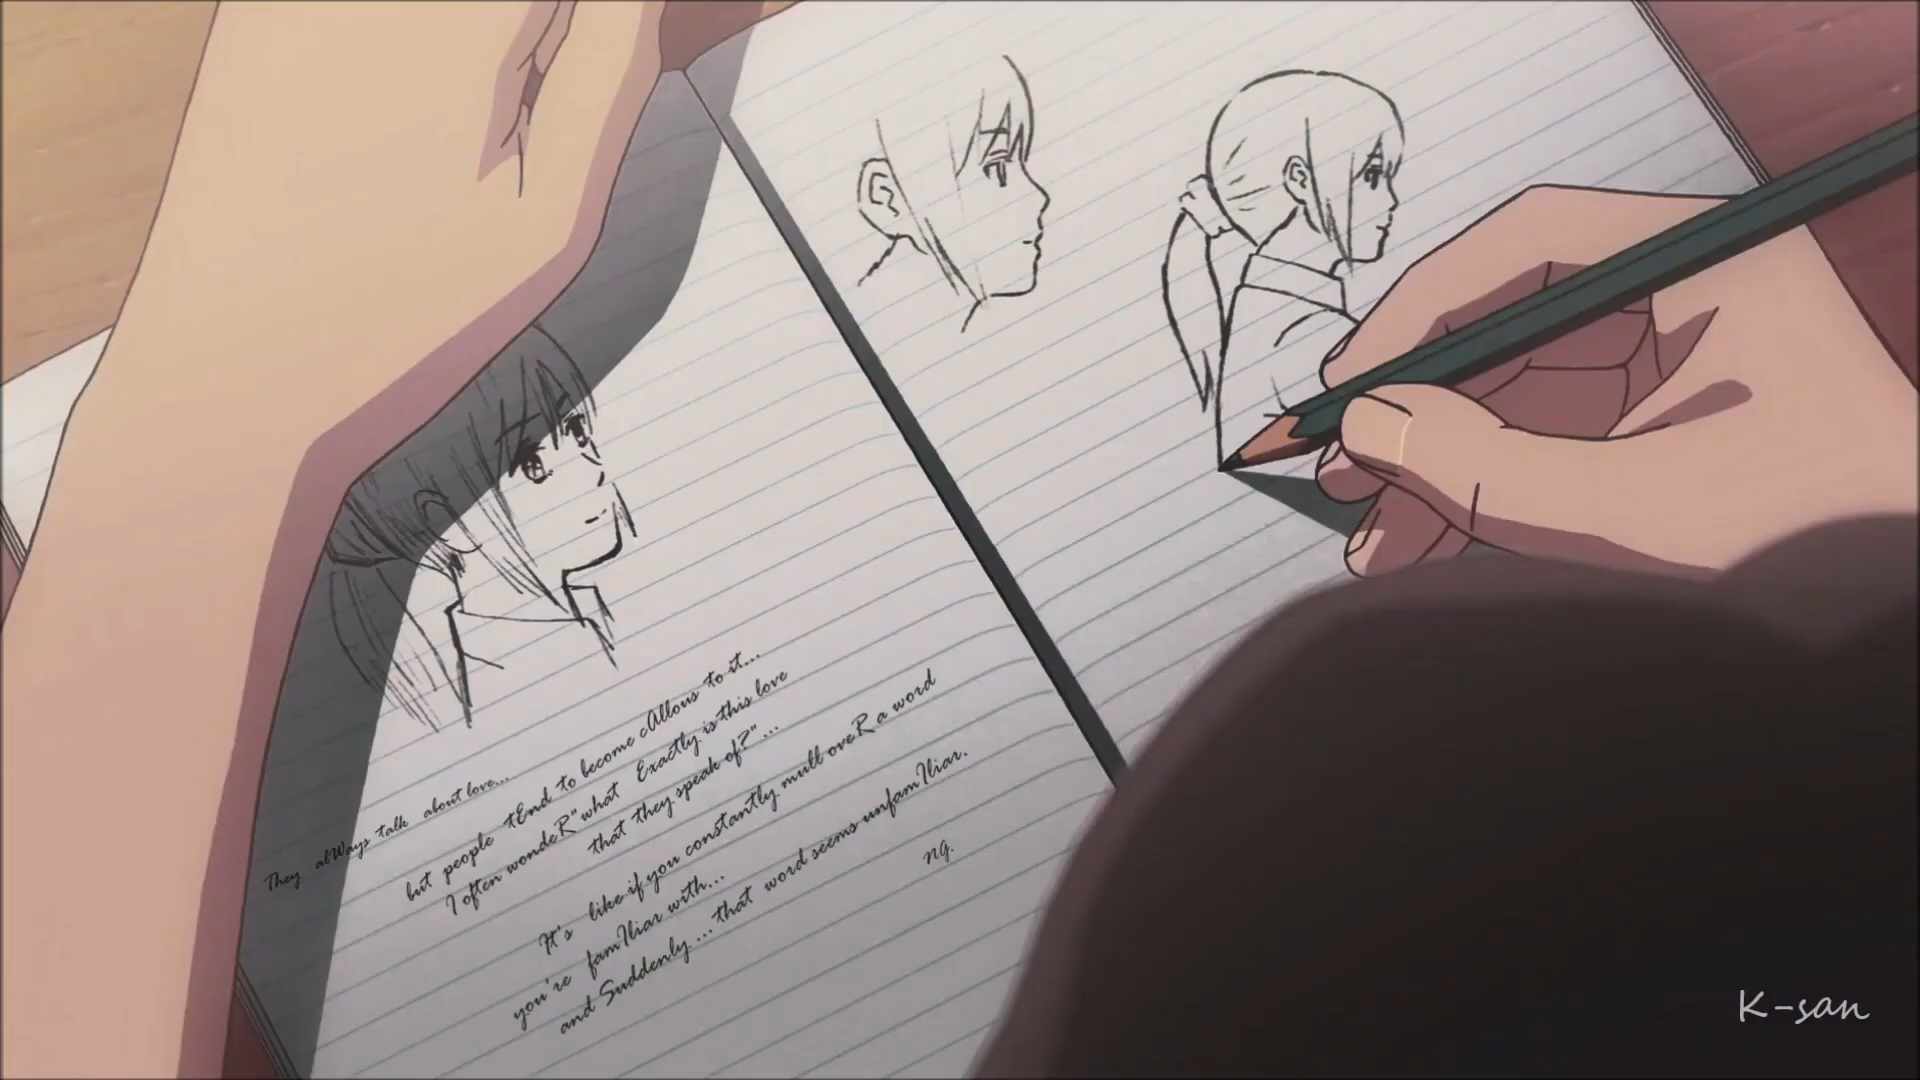 They alWays talk about love...
but people tEnd to become cAllous to it...
I often wondeR "what Exactly is this love
that they speak of?" ...
It's like if you constantly mull oveR a word
you're famIliar with...
and Suddenly ... that word seems unfamIliar.
NG.
K-san